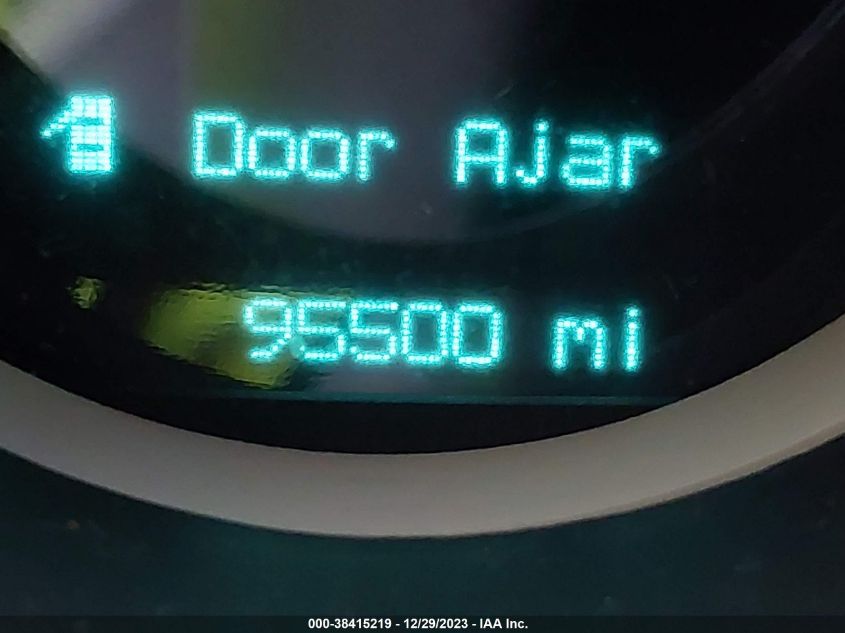 Door Ajar
95500 mi
000-38415219 - 12/29/2023 - IAA Inc.